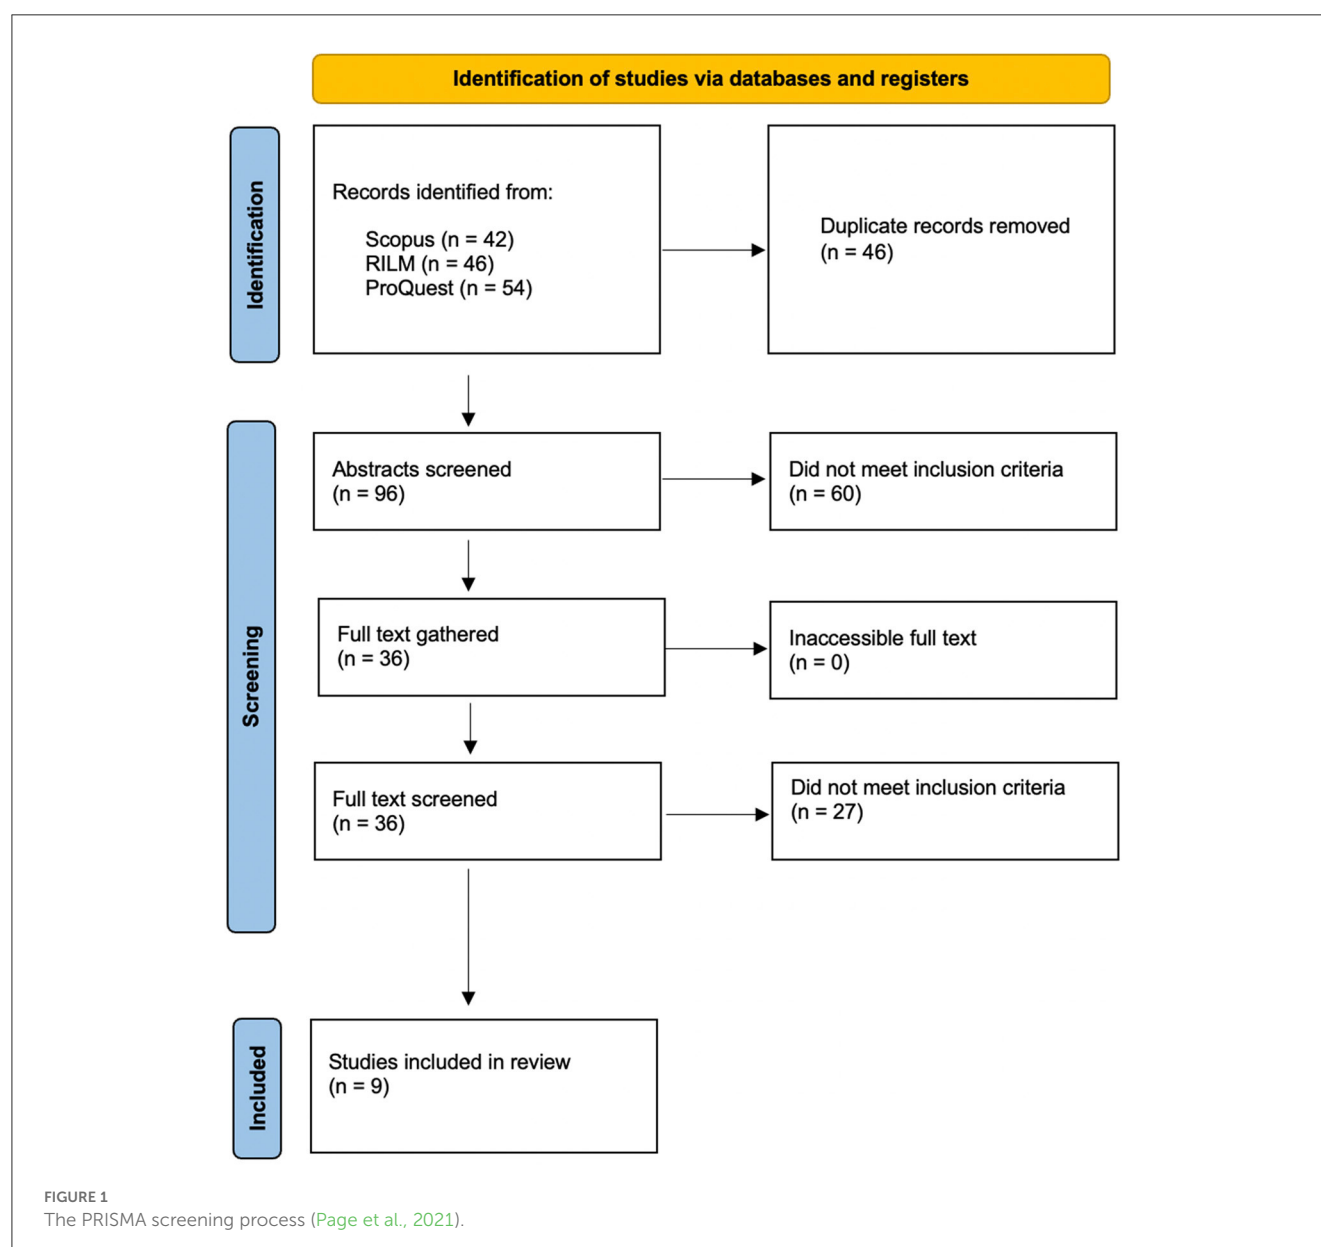 Identification of studies via databases and registers
Identification
Records identified from:
Scopus (n = 42)
RILM (n = 46)
ProQuest (n = 54)
Duplicate records removed
(n = 46)
Screening
Abstracts screened
(n = 96)
Did not meet inclusion criteria
(n = 60)
Full text gathered
(n = 36)
Inaccessible full text
(n = 0)
Full text screened
(n = 36)
Did not meet inclusion criteria
(n = 27)
Included
Studies included in review
(n = 9)
FIGURE 1
The PRISMA screening process (Page et al., 2021).